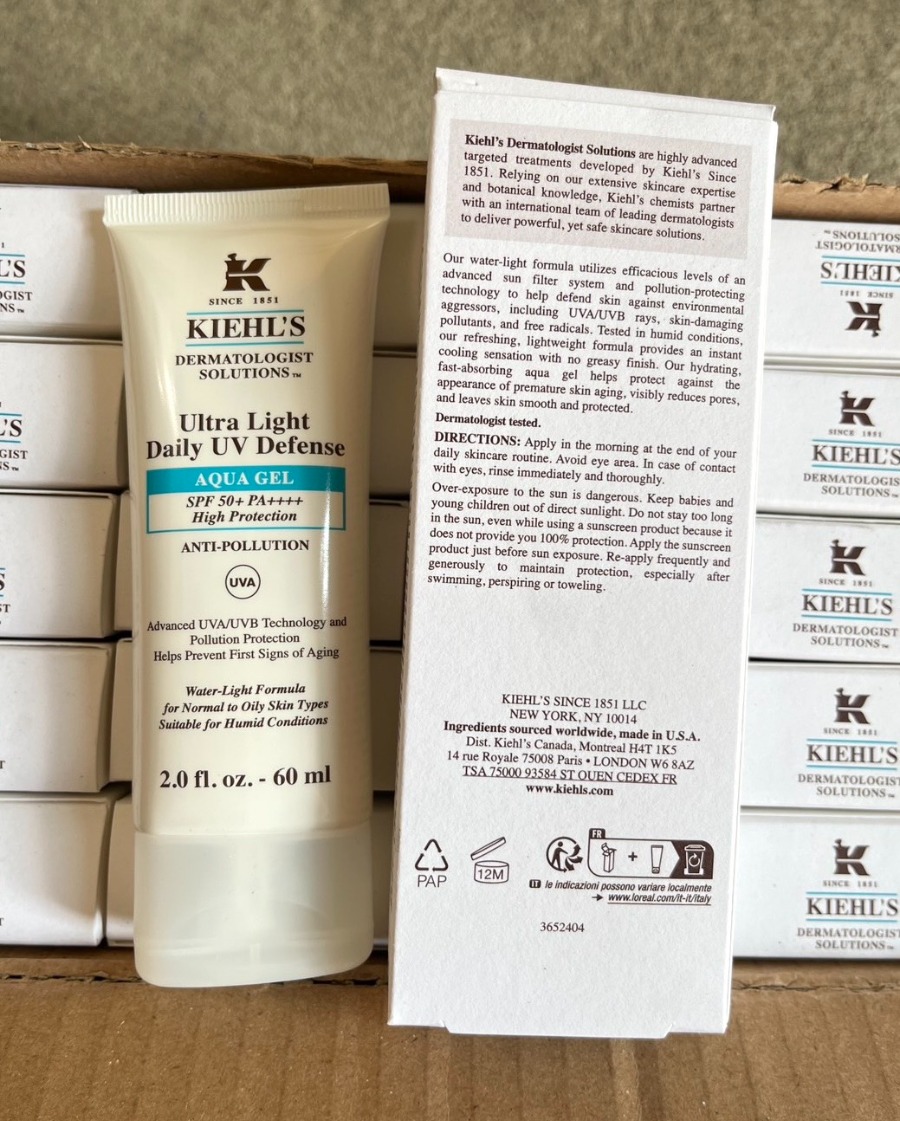 K
SINCE 1851
KIEHL'S
DERMATOLOGIST
SOLUTIONS™
Ultra Light
Daily UV Defense
AQUA GEL
SPF 50+ PA++++
High Protection
ANTI-POLLUTION
UVA
Advanced UVA/UVB Technology and
Pollution Protection
Helps Prevent First Signs of Aging
Water-Light Formula
for Normal to Oily Skin Types
Suitable for Humid Conditions
2.0 fl. oz. - 60 ml
Kiehl's Dermatologist Solutions are highly advanced
targeted treatments developed by Kiehl's Since
1851. Relying on our extensive skincare expertise
and botanical knowledge, Kiehl's chemists partner
with an international team of leading dermatologists
to deliver powerful, yet safe skincare solutions.
Our water-light formula utilizes efficacious levels of an
advanced sun filter system and pollution-protecting
technology to help defend skin against environmental
aggressors, including UVA/UVB rays, skin-damaging
pollutants, and free radicals. Tested in humid conditions,
our refreshing, lightweight formula provides an instant
cooling sensation with no greasy finish. Our hydrating,
fast-absorbing aqua gel helps protect against the
appearance of premature skin aging, visibly reduces pores,
and leaves skin smooth and protected.
Dermatologist tested.
DIRECTIONS: Apply in the morning at the end of your
daily skincare routine. Avoid eye area. In case of contact
with eyes, rinse immediately and thoroughly.
Over-exposure to the sun is dangerous. Keep babies and
young children out of direct sunlight. Do not stay too long
in the sun, even while using a sunscreen product because it
does not provide you 100% protection. Apply the sunscreen
product just before sun exposure. Re-apply frequently and
generously to maintain protection, especially after
swimming, perspiring or toweling.
KIEHL'S SINCE 1851 LLC
NEW YORK, NY 10014
Ingredients sourced worldwide, made in U.S.A.
Dist. Kiehl's Canada, Montreal H4T 1K5
14 rue Royale 75008 Paris • LONDON W6 8AZ
TSA 75000 93584 ST OUEN CEDEX FR
www.kiehls.com
PAP
12M
FR
+
IT le indicazioni possono variare localmente
→ www.loreal.com/it-it/italy
3652404
K
SINCE 1851
KIEHL'S
DERMATOLOGIST
SOLUTIONS™
K
SINCE 1851
KIEHL'S
DERMATOLOGIST
SOLUTIONS™
K
SINCE 1851
KIEHL'S
DERMATOLOGIST
SOLUTIONS™
K
SINCE 1851
KIEHL'S
DERMATOLOGIST
SOLUTIONS™
K
SINCE 1851
KIEHL'S